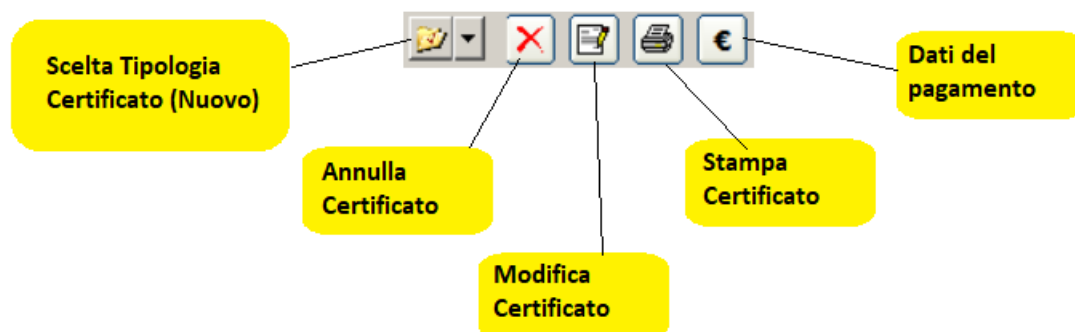 €
Scelta Tipologia
Certificato (Nuovo)
Dati del
pagamento
Annulla
Certificato
Stampa
Certificato
Modifica
Certificato